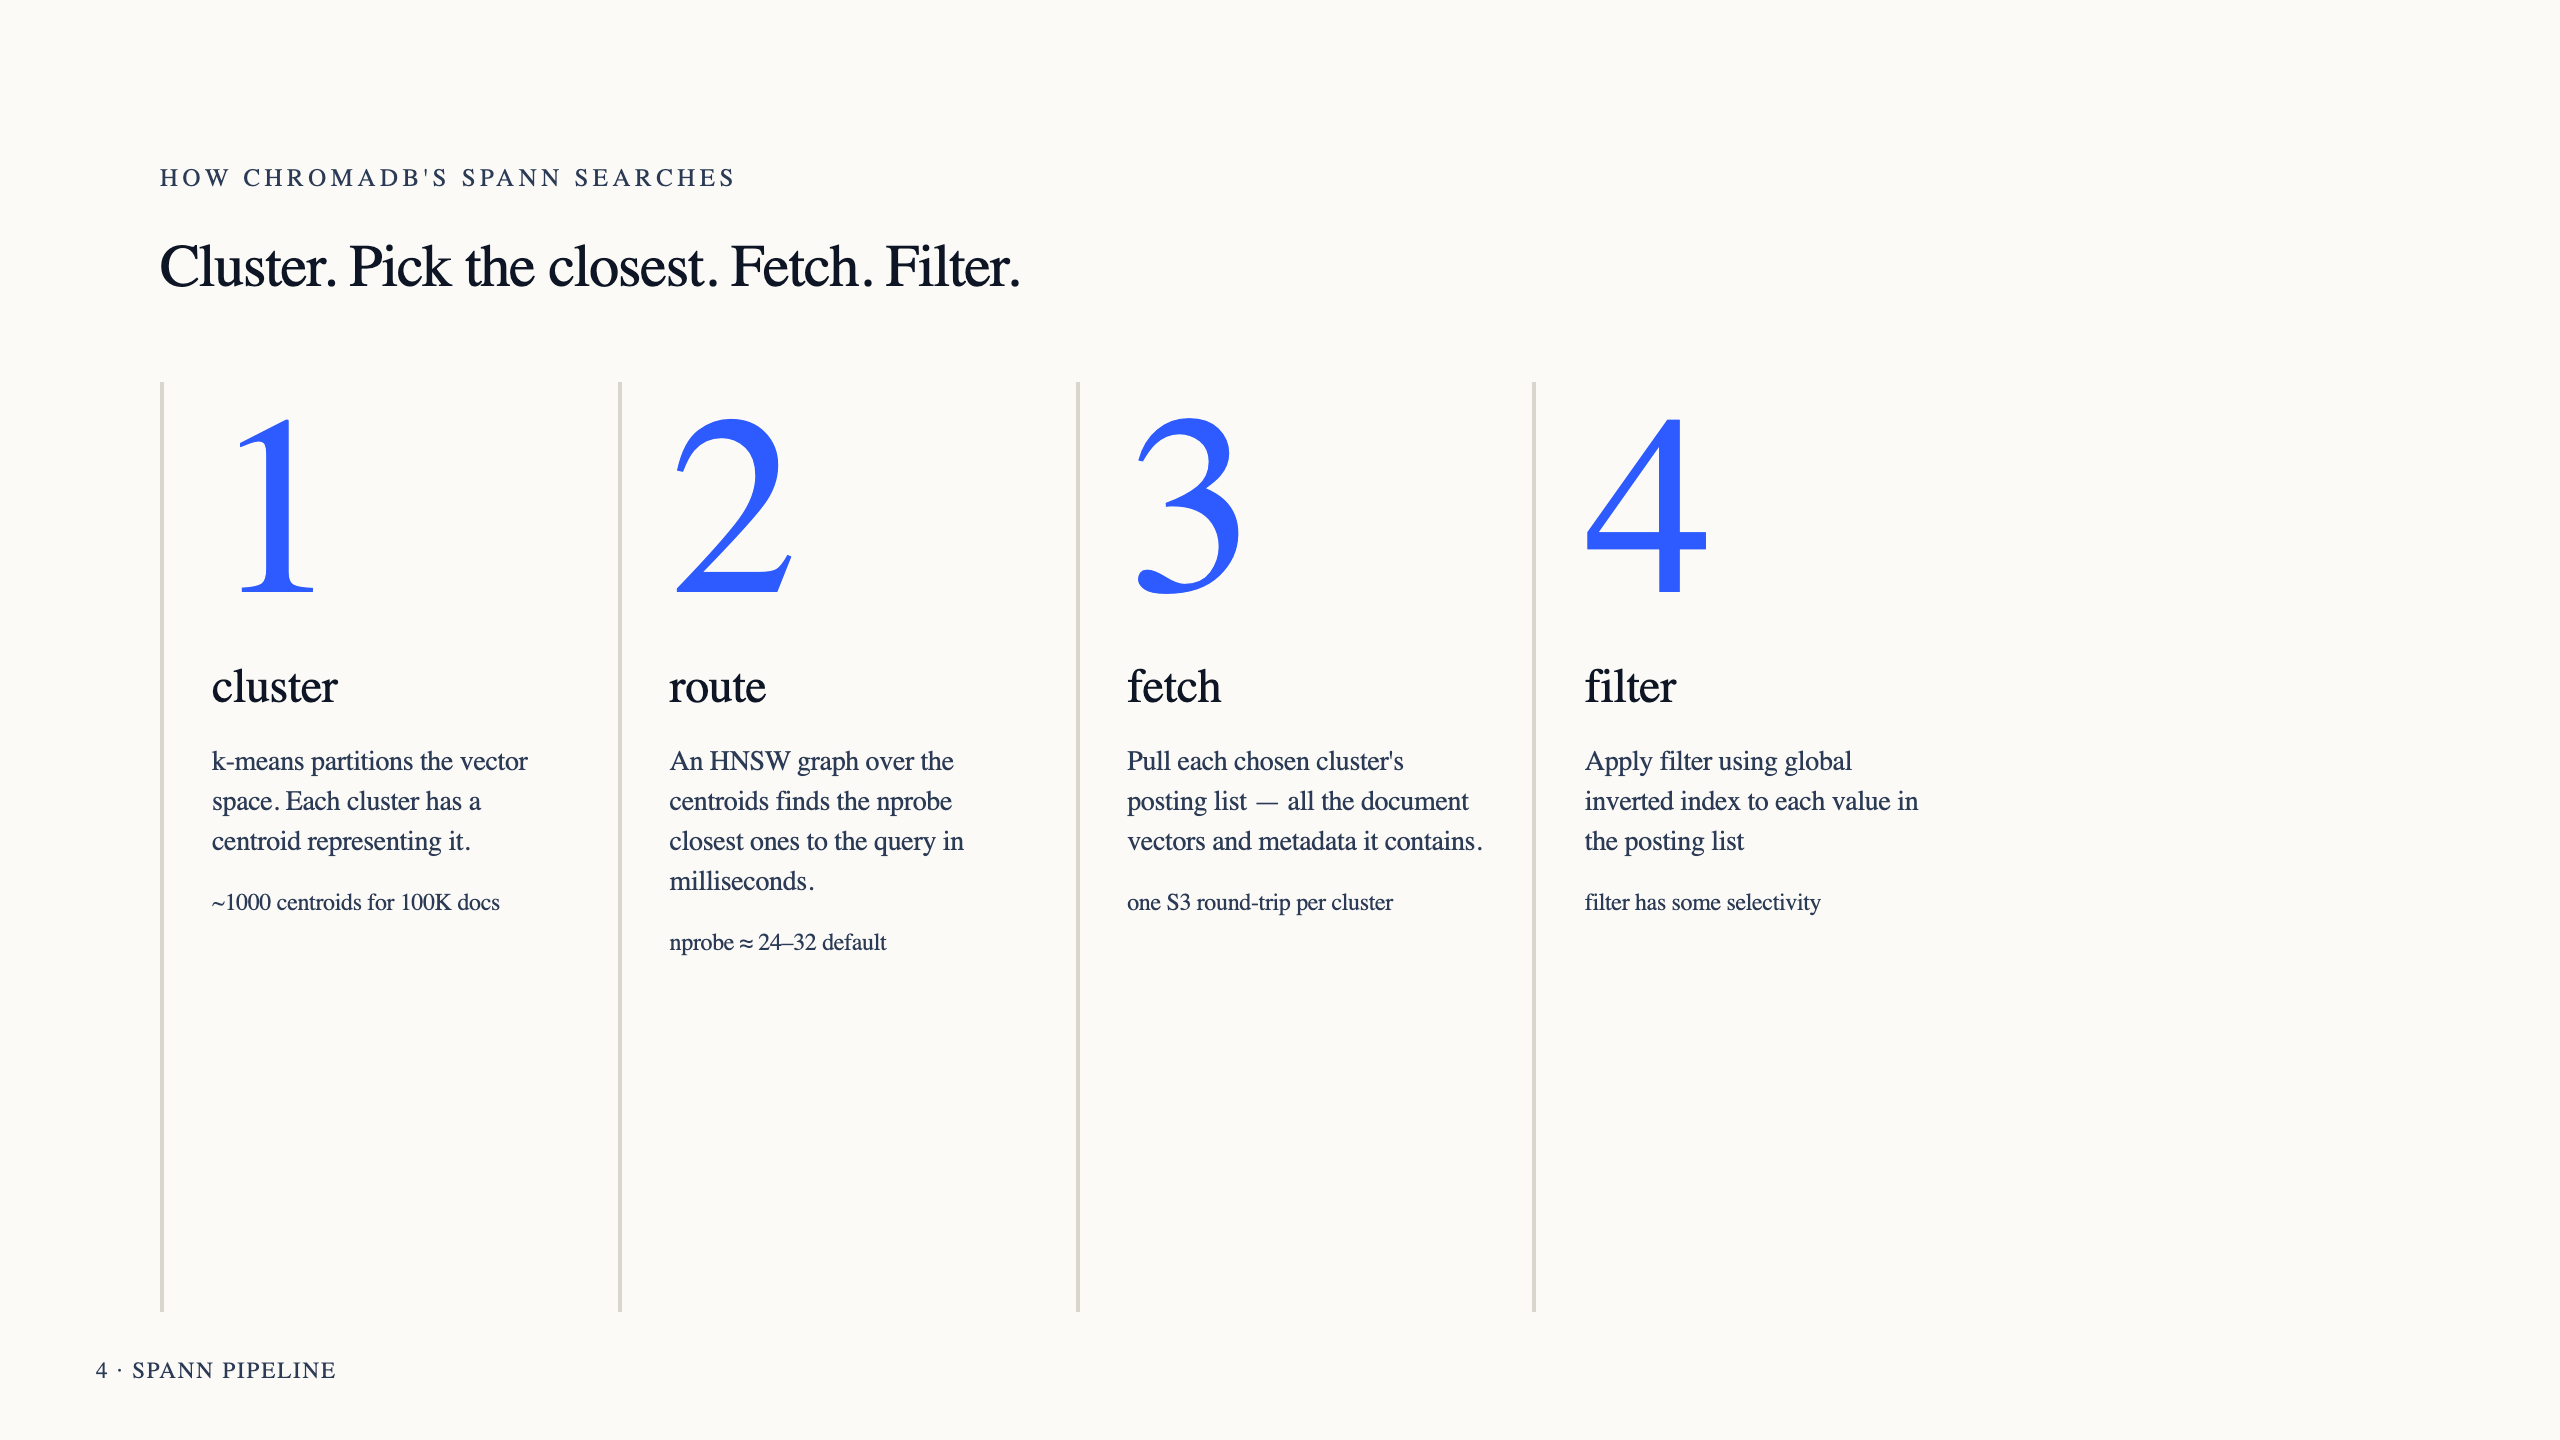 HOW CHROMADB'S SPANN SEARCHES
Cluster. Pick the closest. Fetch. Filter.
1
cluster
k-means partitions the vector
space. Each cluster has a
centroid representing it.
~1000 centroids for 100K docs
2
route
An HNSW graph over the
centroids finds the nprobe
closest ones to the query in
milliseconds.
nprobe ≈ 24–32 default
3
fetch
Pull each chosen cluster's
posting list — all the document
vectors and metadata it contains.
one S3 round-trip per cluster
4
filter
Apply filter using global
inverted index to each value in
the posting list
filter has some selectivity
4 · SPANN PIPELINE